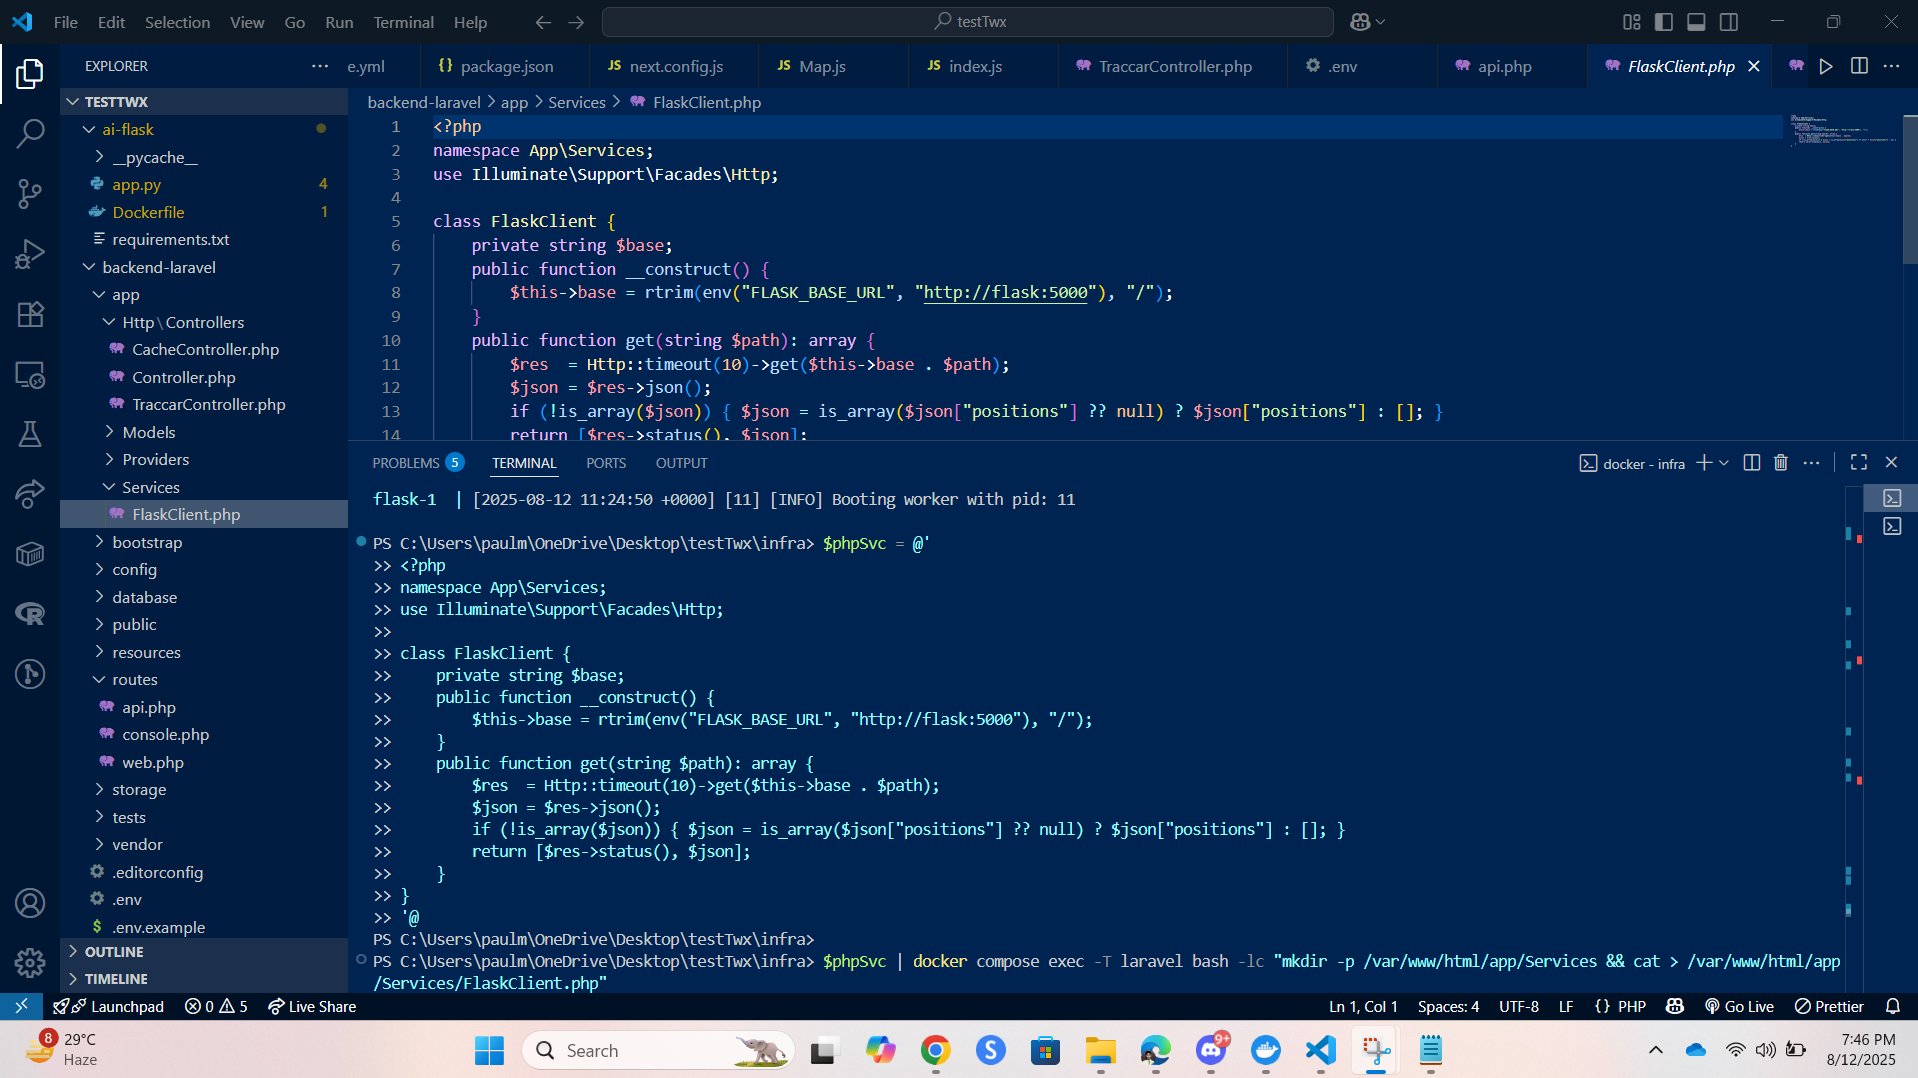 File Edit Selection View Go Run Terminal Help
testTwx
EXPLORER
e.yml
{} package.json
JS next.config.js
JS Map.js
JS index.js
TraccarController.php
.env
api.php
FlaskClient.php
TESTTWX
ai-flask
__pycache__
app.py 4
Dockerfile 1
requirements.txt
backend-laravel
app
Http\Controllers
CacheController.php
Controller.php
TraccarController.php
Models
Providers
Services
FlaskClient.php
bootstrap
config
database
public
resources
routes
api.php
console.php
web.php
storage
tests
vendor
.editorconfig
.env
$ .env.example
OUTLINE
TIMELINE
backend-laravel > app > Services > FlaskClient.php
1 <?php
2 namespace App\Services;
3 use Illuminate\Support\Facades\Http;
4
5 class FlaskClient {
6 private string $base;
7 public function __construct() {
8 $this->base = rtrim(env("FLASK_BASE_URL", "http://flask:5000"), "/");
9 }
10 public function get(string $path): array {
11 $res  = Http::timeout(10)->get($this->base . $path);
12 $json = $res->json();
13 if (!is_array($json)) { $json = is_array($json["positions"] ?? null) ? $json["positions"] : []; }
14 return [$res->status(), $json];
PROBLEMS 5 TERMINAL PORTS OUTPUT
docker - infra
flask-1  | [2025-08-12 11:24:50 +0000] [11] [INFO] Booting worker with pid: 11
PS C:\Users\paulm\OneDrive\Desktop\testTwx\infra> $phpSvc = @'
>> <?php
>> namespace App\Services;
>> use Illuminate\Support\Facades\Http;
>>
>> class FlaskClient {
>>     private string $base;
>>     public function __construct() {
>>         $this->base = rtrim(env("FLASK_BASE_URL", "http://flask:5000"), "/");
>>     }
>>     public function get(string $path): array {
>>         $res  = Http::timeout(10)->get($this->base . $path);
>>         $json = $res->json();
>>         if (!is_array($json)) { $json = is_array($json["positions"] ?? null) ? $json["positions"] : []; }
>>         return [$res->status(), $json];
>>     }
>> }
>> '@
PS C:\Users\paulm\OneDrive\Desktop\testTwx\infra>
PS C:\Users\paulm\OneDrive\Desktop\testTwx\infra> $phpSvc | docker compose exec -T laravel bash -lc "mkdir -p /var/www/html/app/Services && cat > /var/www/html/app
/Services/FlaskClient.php"
Launchpad 0 5 Live Share
Ln 1, Col 1 Spaces: 4 UTF-8 LF {} PHP Go Live Prettier
8 29°C
Haze
Search
S
9+
7:46 PM
8/12/2025